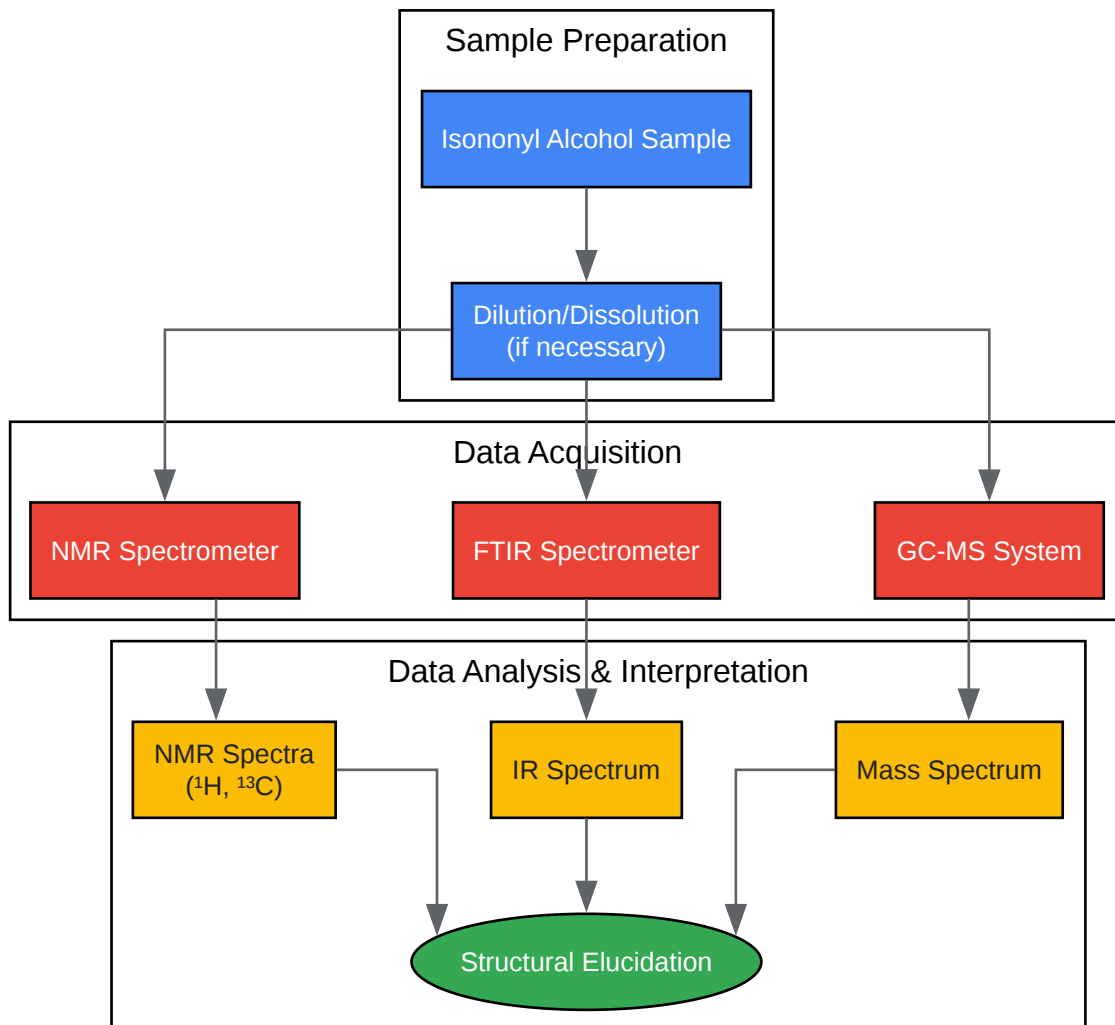 Sample Preparation
Isononyl Alcohol Sample
Dilution/Dissolution
(if necessary)
Data Acquisition
NMR Spectrometer
FTIR Spectrometer
GC-MS System
Data Analysis & Interpretation
NMR Spectra
(¹H, ¹³C)
IR Spectrum
Mass Spectrum
Structural Elucidation